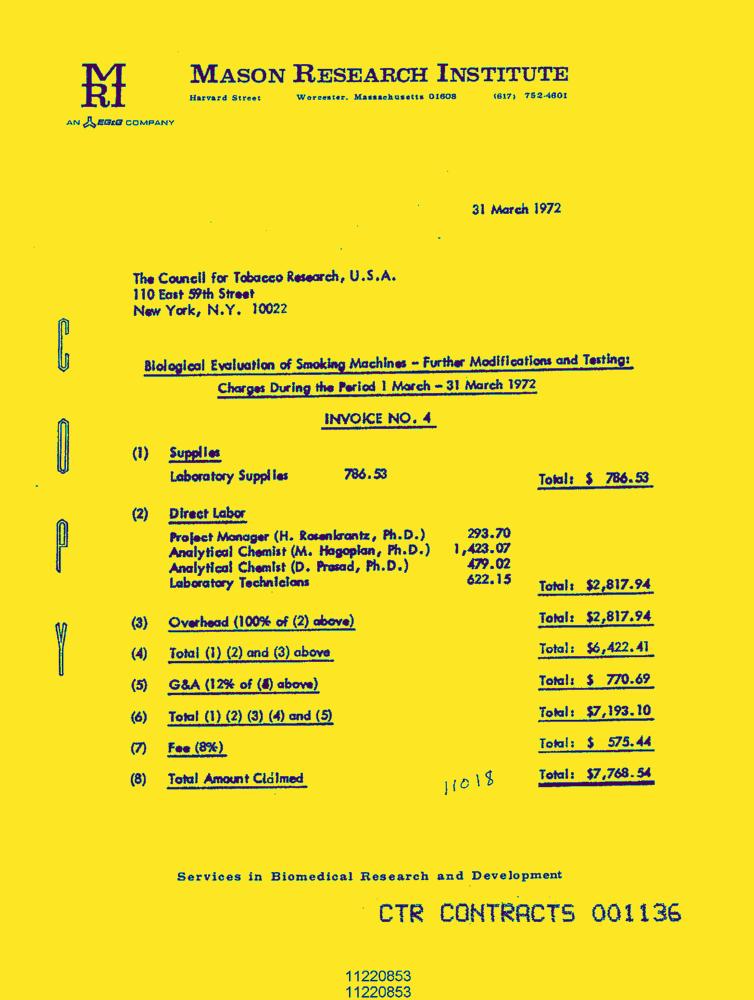 MRI
MASON RESEARCH INSTITUTE
Harvard Street Worcester, Massachusetts 01608 (617) 752-4601
AN EG&G COMPANY
31 March 1972
The Council for Tobacco Research, U.S.A.
110 East 59th Street
New York, N.Y. 10022
Biological Evaluation of Smoking Machines - Further Modifications and Testing:
Charges During the Period 1 March - 31 March 1972
INVOICE NO. 4
COPY
(1) Supplies
Laboratory Supplies 786.53 Total: $ 786.53
(2) Direct Labor
Project Manager (H. Rosenkrantz, Ph.D.) 293.70
Analytical Chemist (M. Hagopian, Ph.D.) 1,423.07
Analytical Chemist (D. Prasad, Ph.D.) 479.02
Laboratory Technicians 622.15 Total: $2,817.94
(3) Overhead (100% of (2) above) Total: $2,817.94
(4) Total (1) (2) and (3) above Total: $6,422.41
(5) G&A (12% of (4) above) Total: $ 770.69
(6) Total (1) (2) (3) (4) and (5) Total: $7,193.10
(7) Fee (8%) Total: $ 575.44
(8) Total Amount Claimed 11018 Total: $7,768.54
Services in Biomedical Research and Development
CTR CONTRACTS 001136
11220853
11220853